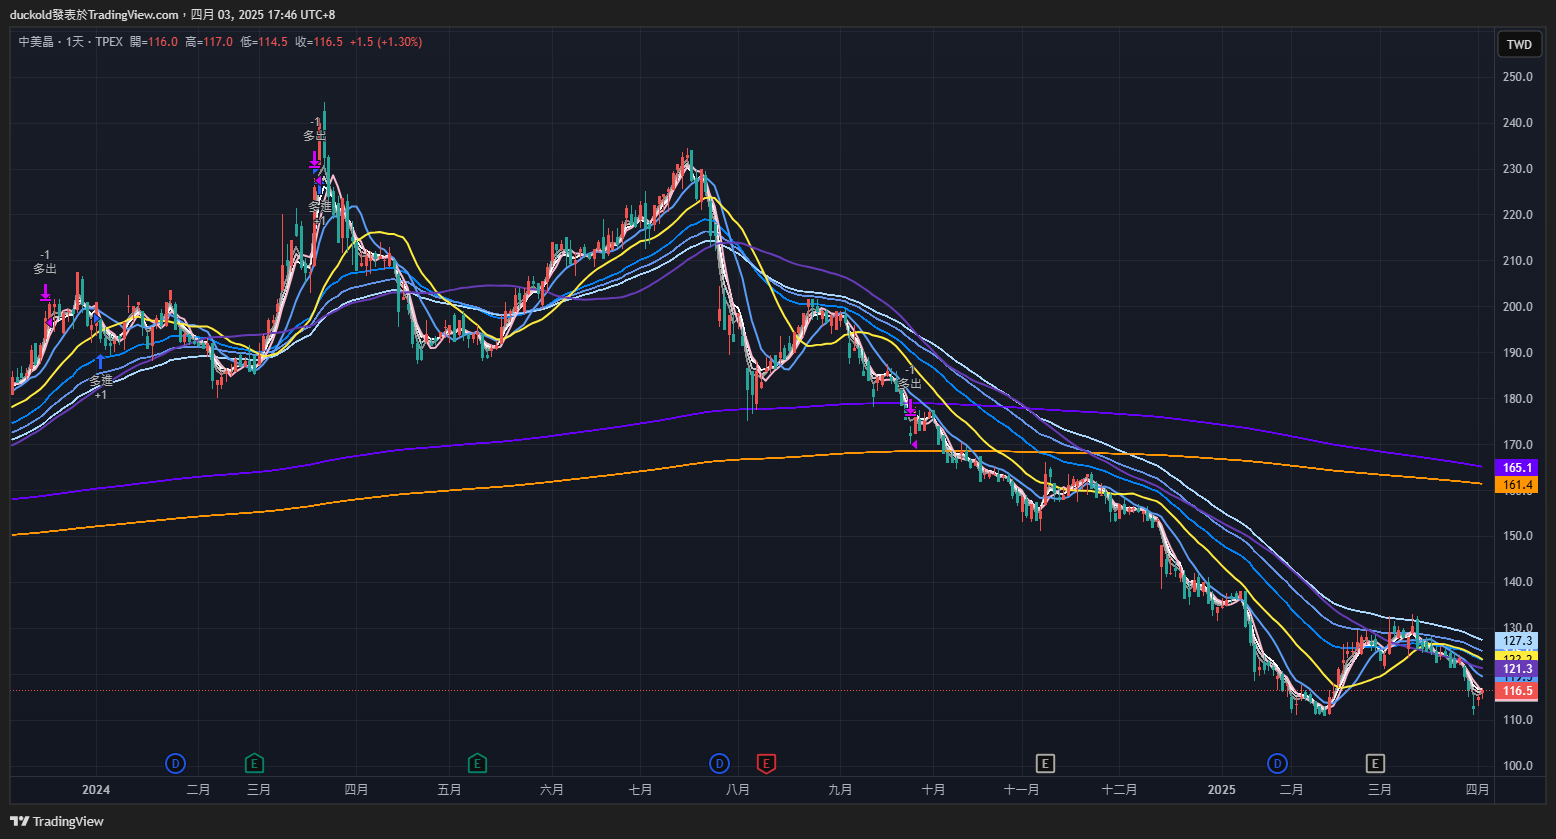 duckold發表於TradingView.com，四月 03, 2025 17:46 UTC+8
中美晶 · 1天 · TPEX 開=116.0 高=117.0 低=114.5 收=116.5 +1.5 (+1.30%)
TWD
250.0
240.0
230.0
220.0
210.0
200.0
190.0
180.0
170.0
165.1
161.4
150.0
140.0
130.0
127.3
121.3
116.5
110.0
100.0
-1
多出
多進
+1
-1
多出
多進
-1
多出
D
E
E
D
E
E
D
E
2024
二月
三月
四月
五月
六月
七月
八月
九月
十月
十一月
十二月
2025
二月
三月
四月
TradingView